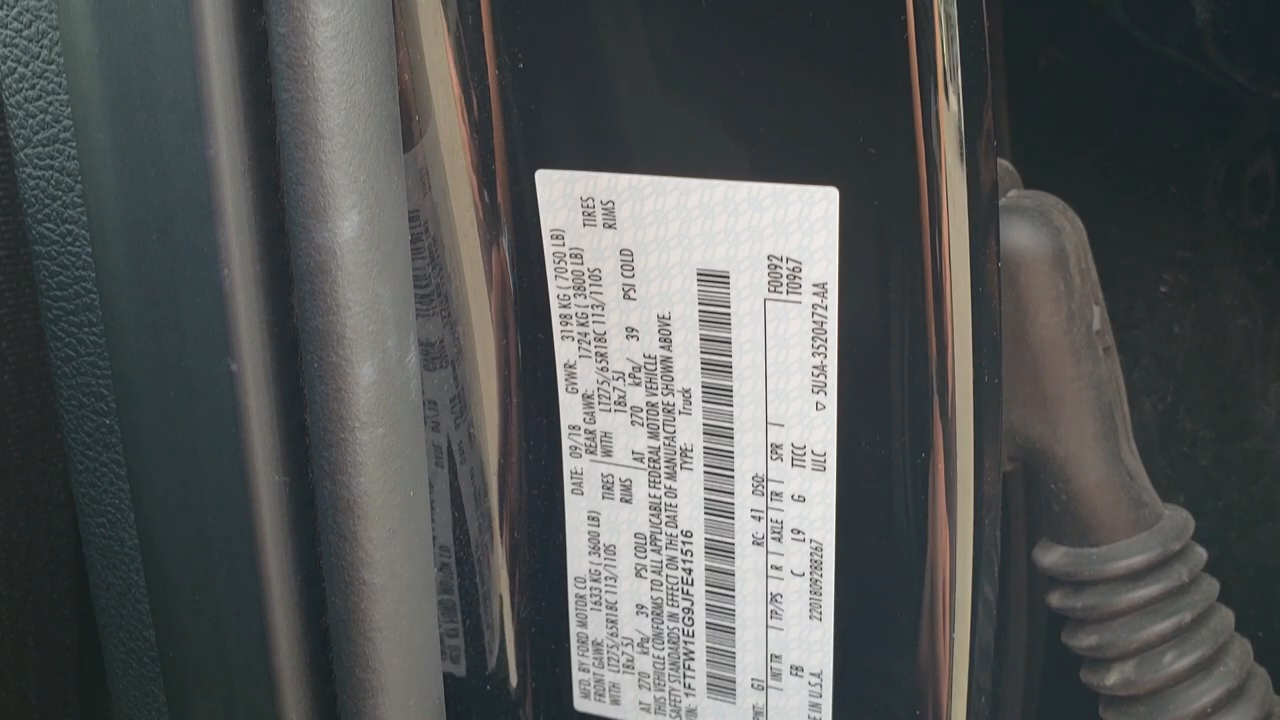 MFD. BY FORD MOTOR CO.
DATE: 09/18 GVWR: 3198 KG ( 7050 LB)
FRONT GAWR: 1633 KG ( 3600 LB)
REAR GAWR: 1724 KG ( 3800 LB)
WITH LT275/65R18C 113/110S TIRES
WITH LT275/65R18C 113/110S TIRES
18x7.5J RIMS
18x7.5J RIMS
AT 270 kPa/ 39 PSI COLD
AT 270 kPa/ 39 PSI COLD
THIS VEHICLE CONFORMS TO ALL APPLICABLE FEDERAL MOTOR VEHICLE
SAFETY STANDARDS IN EFFECT ON THE DATE OF MANUFACTURE SHOWN ABOVE.
VIN: 1FTFW1EG9JFE41516 TYPE: Truck
PNT: G1 RC: 41 DSO: F0092
INT TR TP/PS R AXLE TR SPR T0967
FB C L9 G TTCC
2201809288267 ULC
E IN U.S.A. 5U5A-3520472-AA